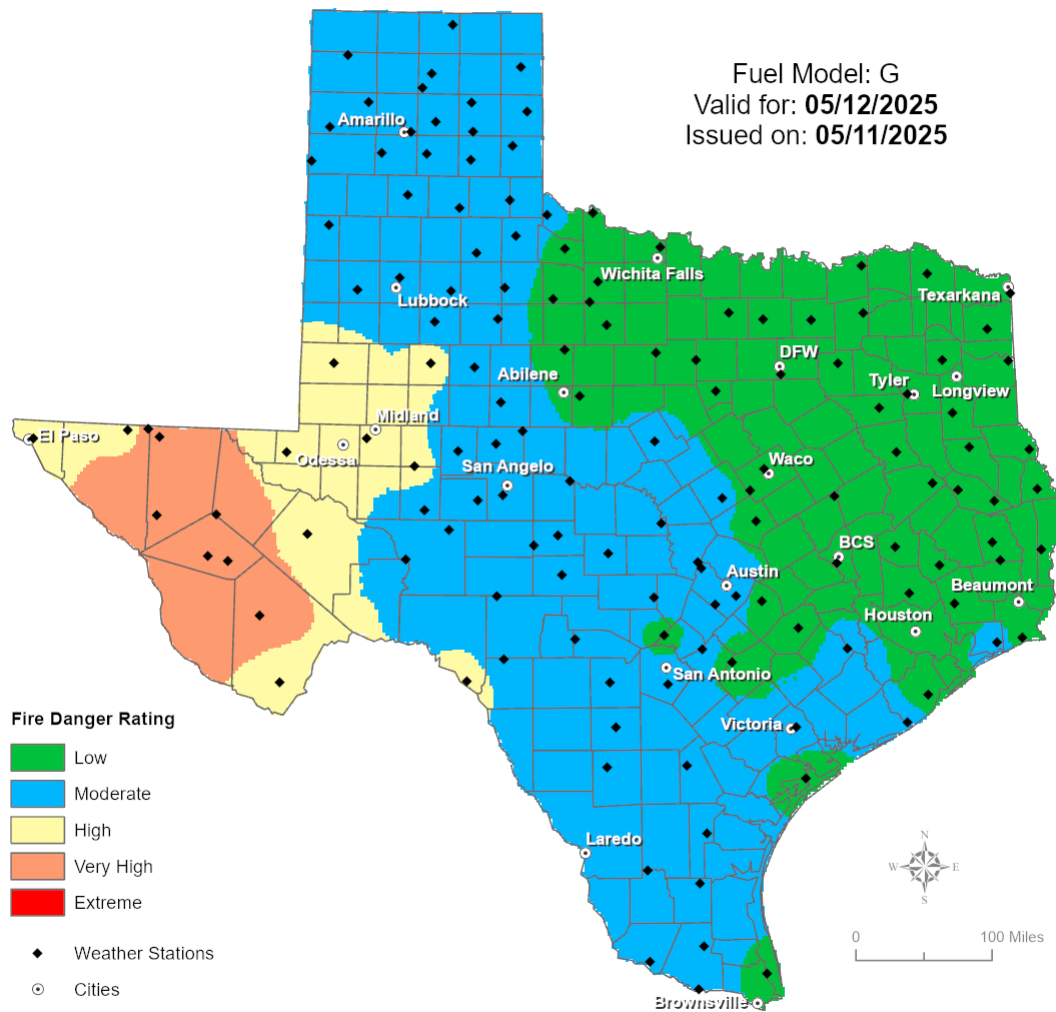 Fuel Model: G
Valid for: 05/12/2025
Issued on: 05/11/2025
Amarillo
Wichita Falls
Lubbock
Texarkana
DFW
Abilene
Tyler
Longview
Midland
El Paso
Odessa
San Angelo
Waco
BCS
Austin
Beaumont
Houston
San Antonio
Victoria
Laredo
Brownsville
Fire Danger Rating
Low
Moderate
High
Very High
Extreme
Weather Stations
Cities
N
W E
S
0 100 Miles